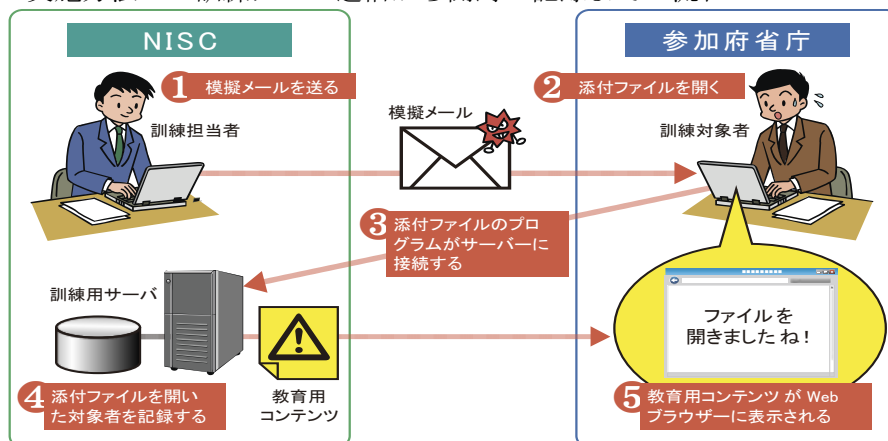 NISC
参加府省庁
1 模擬メールを送る
2 添付ファイルを開く
模擬メール
訓練担当者
訓練対象者
3 添付ファイルのプロ
グラムがサーバーに
接続する
訓練用サーバ
ファイルを
開きましたね！
4 添付ファイルを開い
た対象者を記録する
教育用
コンテンツ
5 教育用コンテンツ が Web
ブラウザーに表示される